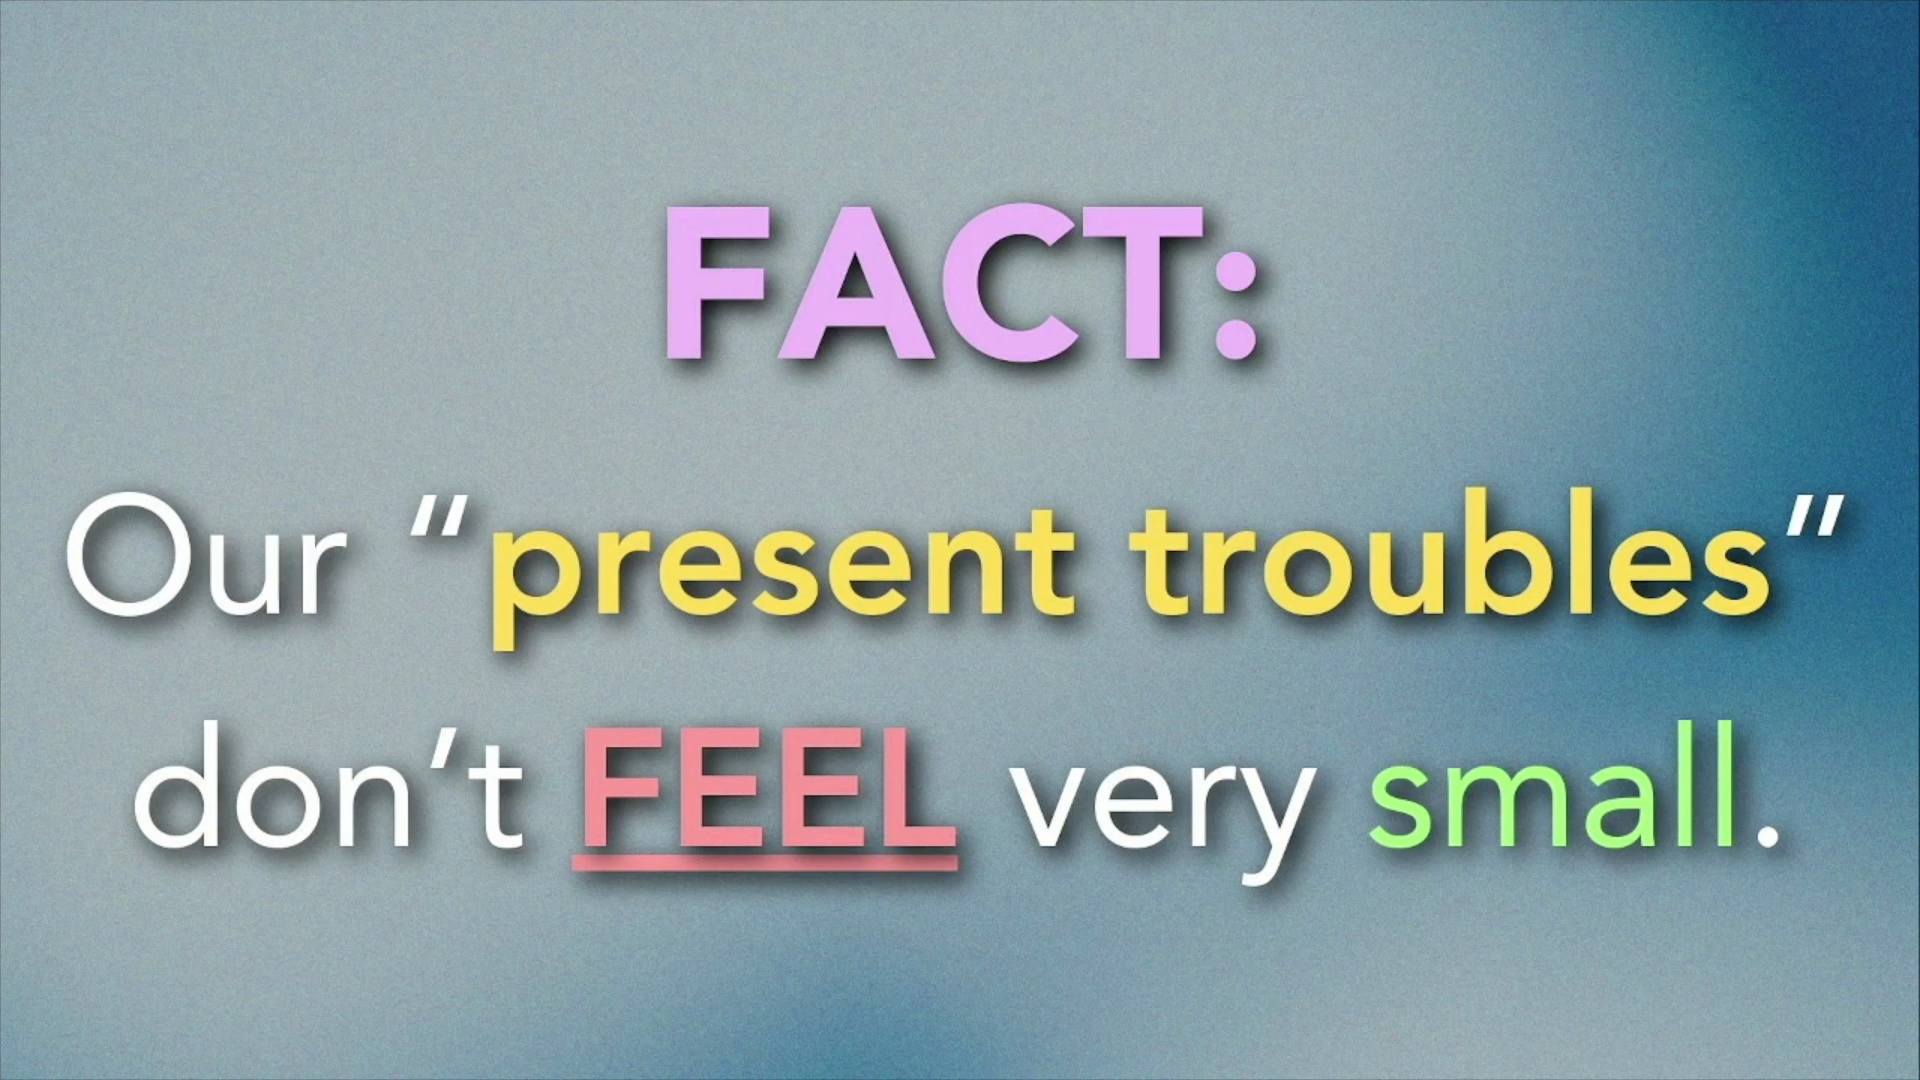 FACT:
Our “present troubles”
don’t FEEL very small.